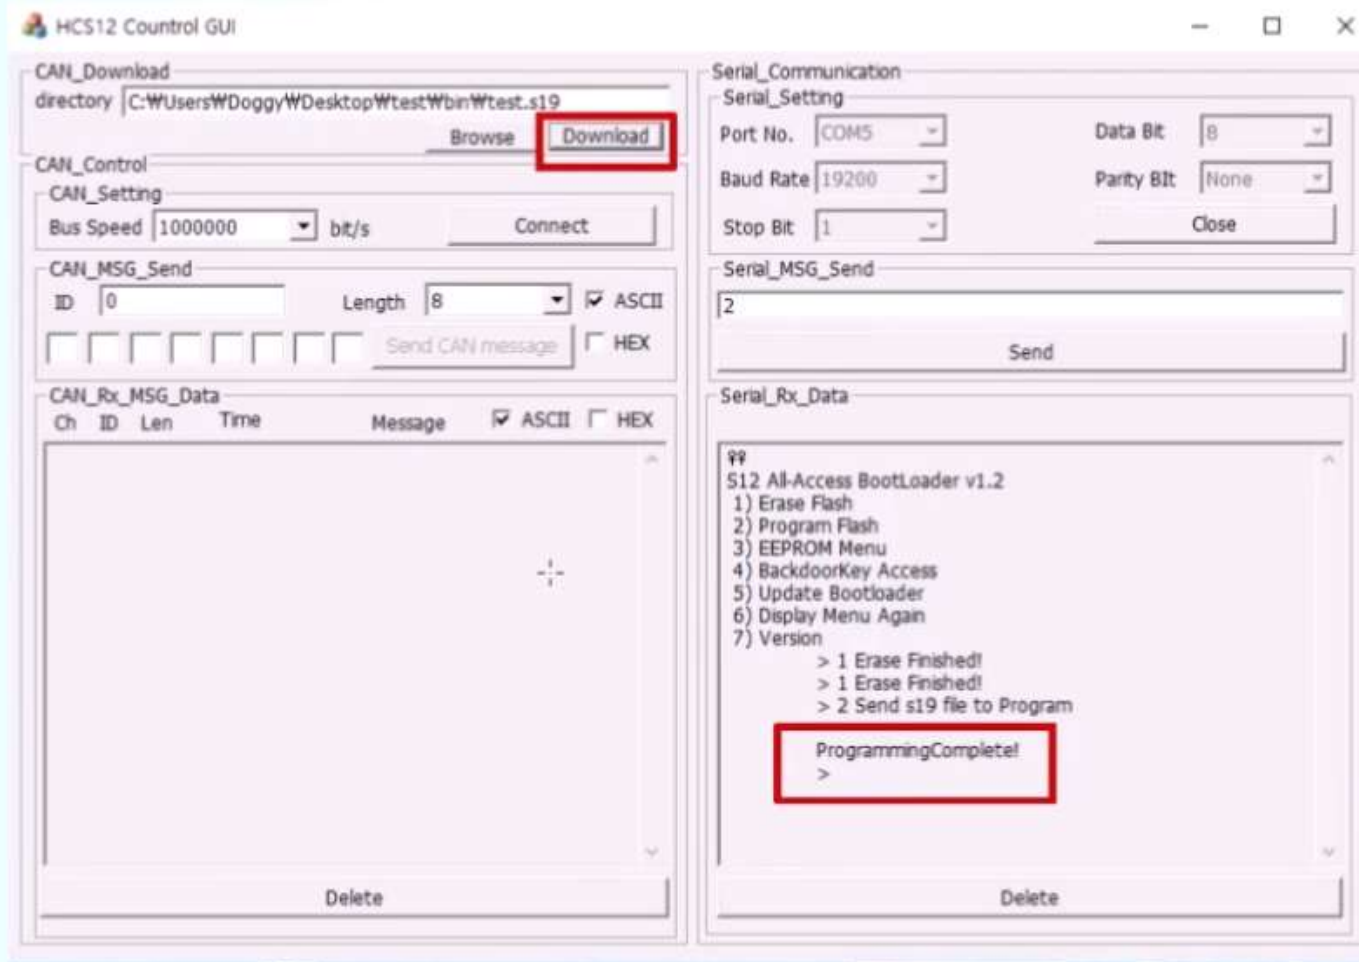 HCS12 Countrol GUI
CAN_Download
directory C:₩Users₩Doggy₩Desktop₩test₩bin₩test.s19
Browse Download
CAN_Control
CAN_Setting
Bus Speed 1000000 bit/s Connect
CAN_MSG_Send
ID 0 Length 8 ASCII
Send CAN message HEX
CAN_Rx_MSG_Data
Ch ID Len Time Message ASCII HEX
Delete
Serial_Communication
Serial_Setting
Port No. COM5 Data Bit 8
Baud Rate 19200 Parity BIt None
Stop Bit 1 Close
Serial_MSG_Send
2
Send
Serial_Rx_Data
S12 All-Access BootLoader v1.2
1) Erase Flash
2) Program Flash
3) EEPROM Menu
4) BackdoorKey Access
5) Update Bootloader
6) Display Menu Again
7) Version
> 1 Erase Finished!
> 1 Erase Finished!
> 2 Send s19 file to Program
ProgrammingComplete!
>
Delete